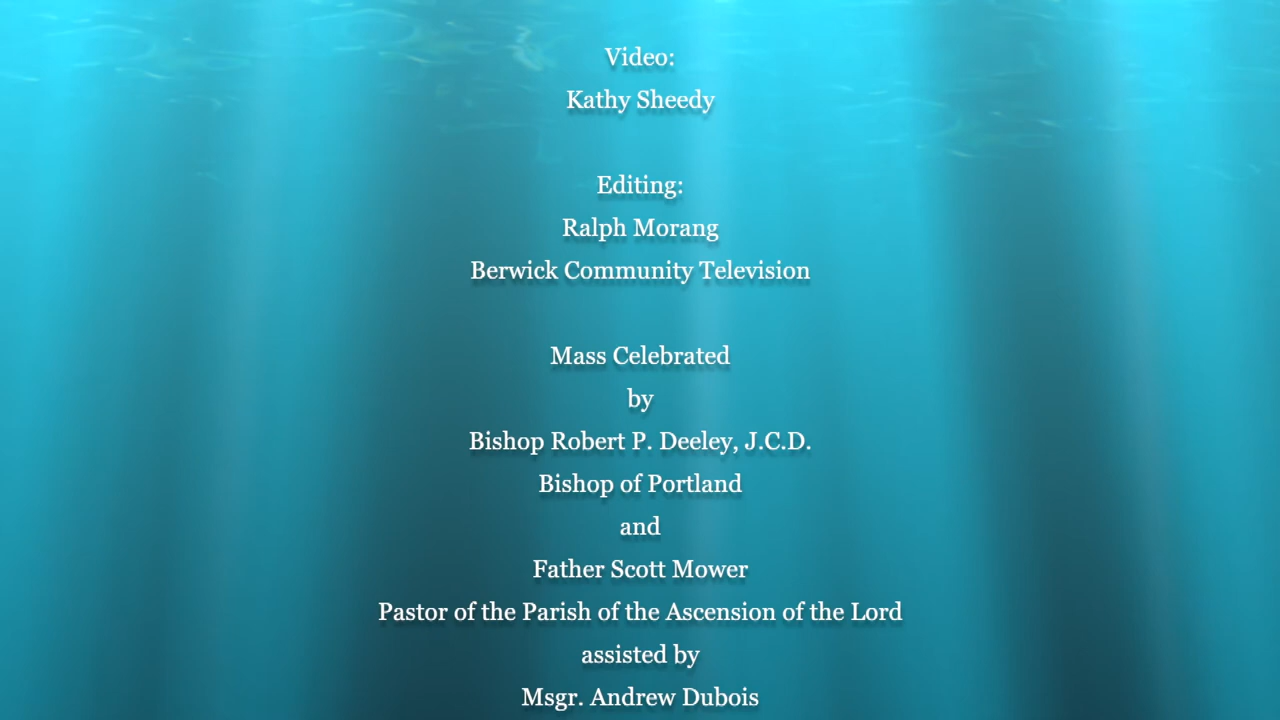 Video:
Kathy Sheedy
Editing:
Ralph Morang
Berwick Community Television
Mass Celebrated
by
Bishop Robert P. Deeley, J.C.D.
Bishop of Portland
and
Father Scott Mower
Pastor of the Parish of the Ascension of the Lord
assisted by
Msgr. Andrew Dubois